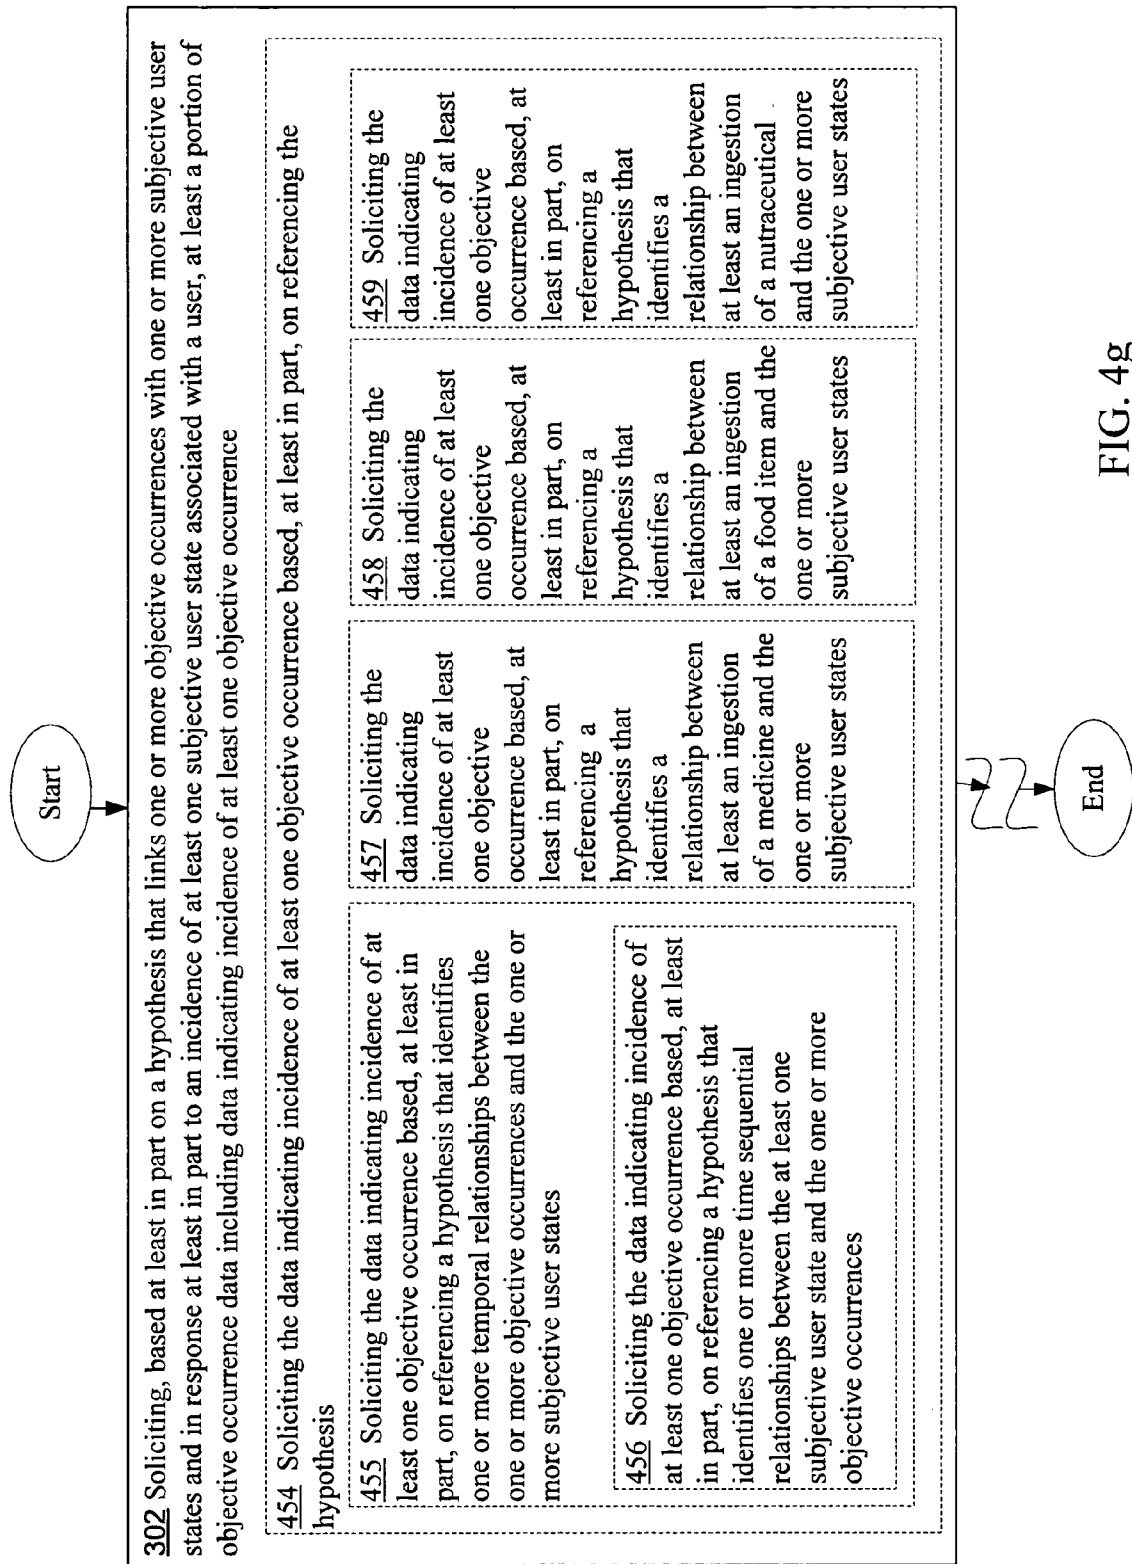 Start
302 Soliciting, based at least in part on a hypothesis that links one or more objective occurrences with one or more subjective user
states and in response at least in part to an incidence of at least one subjective user state associated with a user, at least a portion of
objective occurrence data including data indicating incidence of at least one objective occurrence
454 Soliciting the data indicating incidence of at least one objective occurrence based, at least in part, on referencing the
hypothesis
455 Soliciting the data indicating incidence of at
least one objective occurrence based, at least in
part, on referencing a hypothesis that identifies
one or more temporal relationships between the
one or more objective occurrences and the one or
more subjective user states
456 Soliciting the data indicating incidence of
at least one objective occurrence based, at least
in part, on referencing a hypothesis that
identifies one or more time sequential
relationships between the at least one
subjective user state and the one or more
objective occurrences
457 Soliciting the
data indicating
incidence of at least
one objective
occurrence based, at
least in part, on
referencing a
hypothesis that
identifies a
relationship between
at least an ingestion
of a medicine and the
one or more
subjective user states
458 Soliciting the
data indicating
incidence of at least
one objective
occurrence based, at
least in part, on
referencing a
hypothesis that
identifies a
relationship between
at least an ingestion
of a food item and the
one or more
subjective user states
459 Soliciting the
data indicating
incidence of at least
one objective
occurrence based, at
least in part, on
referencing a
hypothesis that
identifies a
relationship between
at least an ingestion
of a nutraceutical
and the one or more
subjective user states
End
FIG. 4g